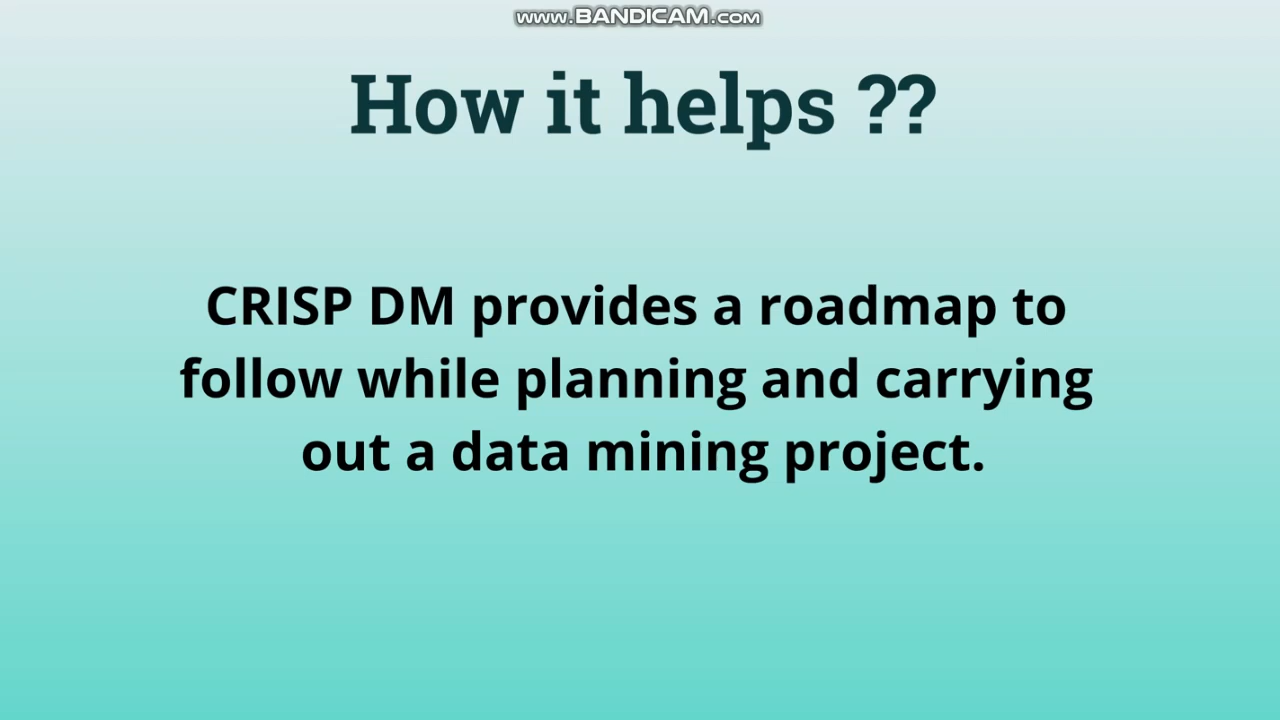 www.BANDICAM.com
How it helps ??
CRISP DM provides a roadmap to
follow while planning and carrying
out a data mining project.